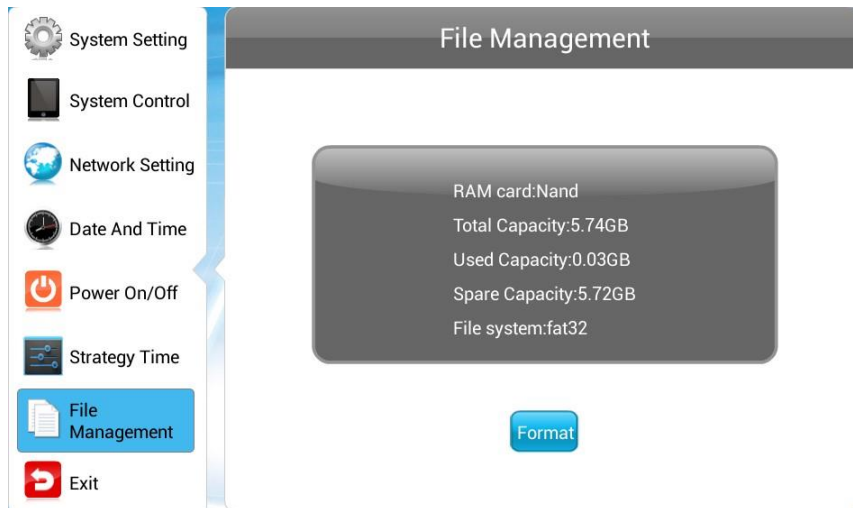 System Setting
System Control
Network Setting
Date And Time
Power On/Off
Strategy Time
File
Management
Exit
File Management
RAM card:Nand
Total Capacity:5.74GB
Used Capacity:0.03GB
Spare Capacity:5.72GB
File system:fat32
Format